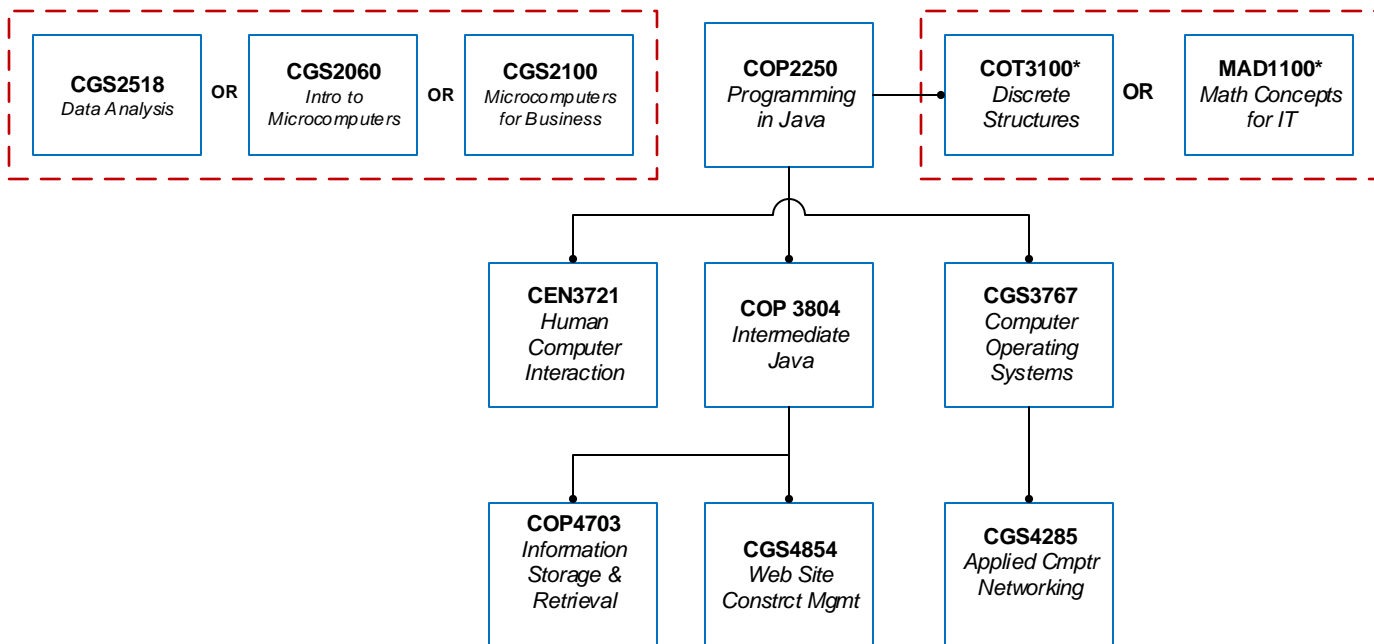 CGS2518
Data Analysis
OR
CGS2060
Intro to
Microcomputers
OR
CGS2100
Microcomputers
for Business
COP2250
Programming
in Java
COT3100*
Discrete
Structures
OR
MAD1100*
Math Concepts
for IT
CEN3721
Human
Computer
Interaction
COP 3804
Intermediate
Java
CGS3767
Computer
Operating
Systems
COP4703
Information
Storage &
Retrieval
CGS4854
Web Site
Constrct Mgmt
CGS4285
Applied Cmptr
Networking